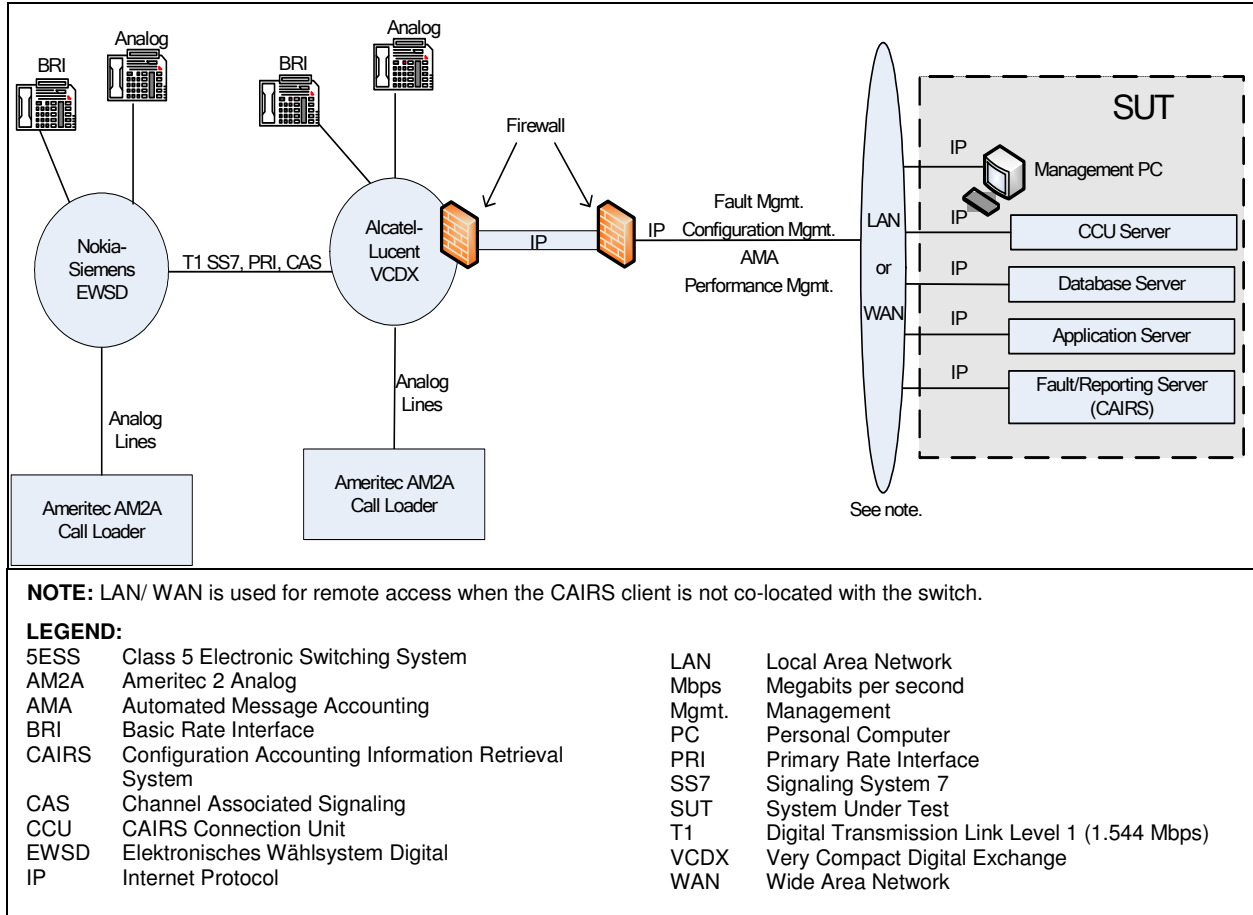 Analog
BRI
Analog
BRI
Firewall
SUT
IP
Management PC
Nokia-
Siemens
EWSD
T1 SS7, PRI, CAS
Alcatel-
Lucent
VCDX
IP
IP
Fault Mgmt.
Configuration Mgmt.
AMA
Performance Mgmt.
LAN
or
WAN
IP
CCU Server
IP
Database Server
IP
Application Server
IP
Fault/Reporting Server
(CAIRS)
Analog
Lines
Analog
Lines
Ameritec AM2A
Call Loader
Ameritec AM2A
Call Loader
See note.
NOTE: LAN/ WAN is used for remote access when the CAIRS client is not co-located with the switch.
LEGEND:
5ESS Class 5 Electronic Switching System
AM2A Ameritec 2 Analog
AMA Automated Message Accounting
BRI Basic Rate Interface
CAIRS Configuration Accounting Information Retrieval
System
CAS Channel Associated Signaling
CCU CAIRS Connection Unit
EWSD Elektronisches Wählsystem Digital
IP Internet Protocol
LAN Local Area Network
Mbps Megabits per second
Mgmt. Management
PC Personal Computer
PRI Primary Rate Interface
SS7 Signaling System 7
SUT System Under Test
T1 Digital Transmission Link Level 1 (1.544 Mbps)
VCDX Very Compact Digital Exchange
WAN Wide Area Network